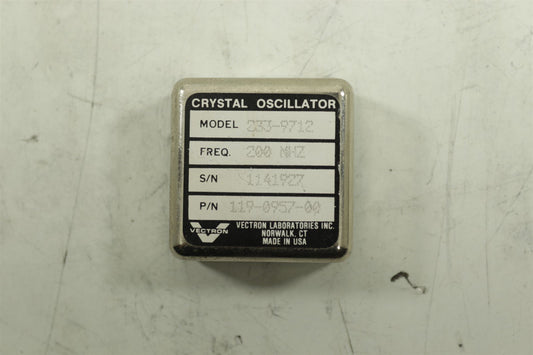 CRYSTAL OSCILLATOR
MODEL 233-9712
FREQ. 200 MHZ
S/N 1141927
P/N 119-0957-00
VECTRON
VECTRON LABORATORIES INC.
NORWALK, CT
MADE IN USA